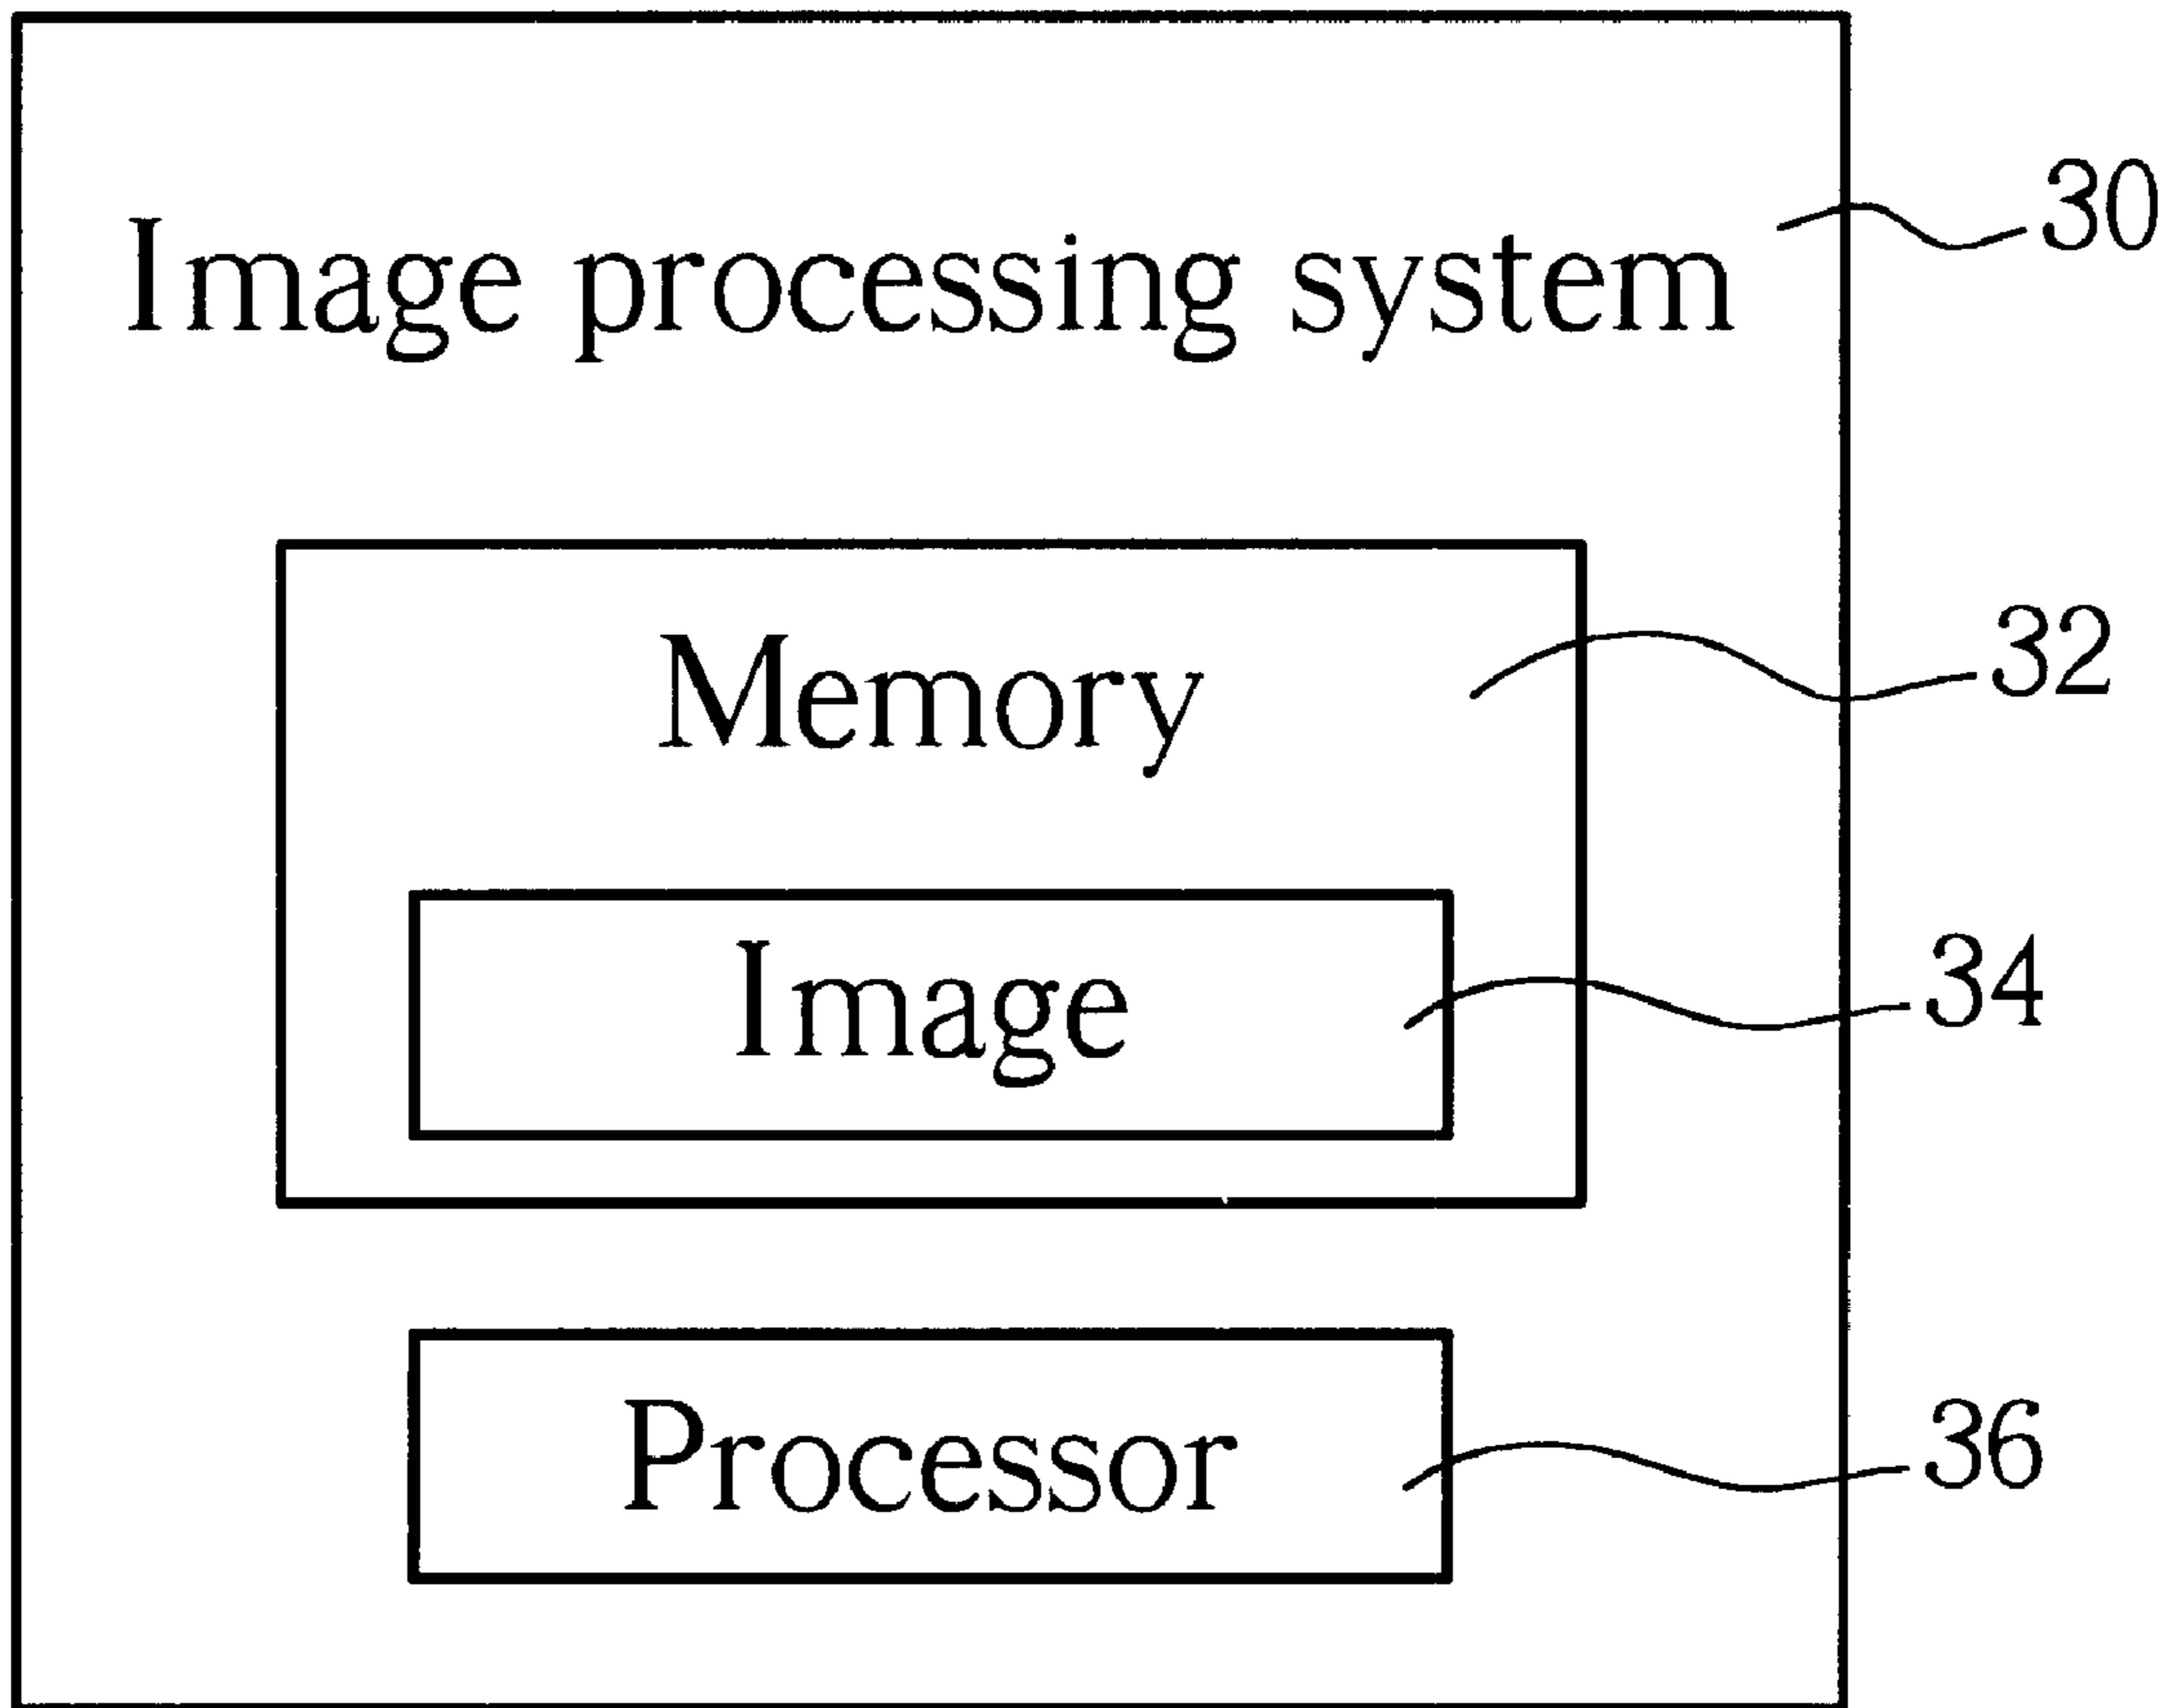 30
Image processing system
32
Memory
34
Image
36
Processor